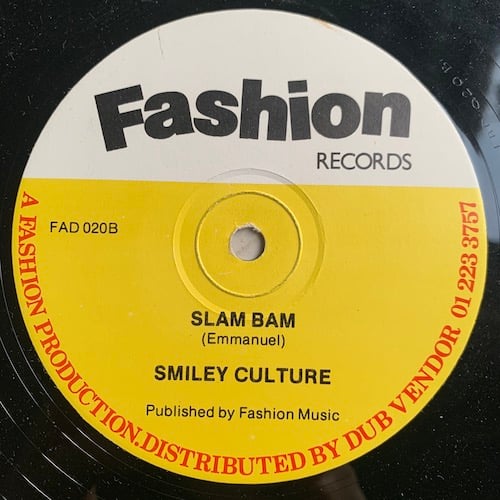 Fashion
RECORDS
FAD 020B
SLAM BAM
(Emmanuel)
SMILEY CULTURE
Published by Fashion Music
A FASHION PRODUCTION.DISTRIBUTED BY DUB VENDOR 01 223 3757